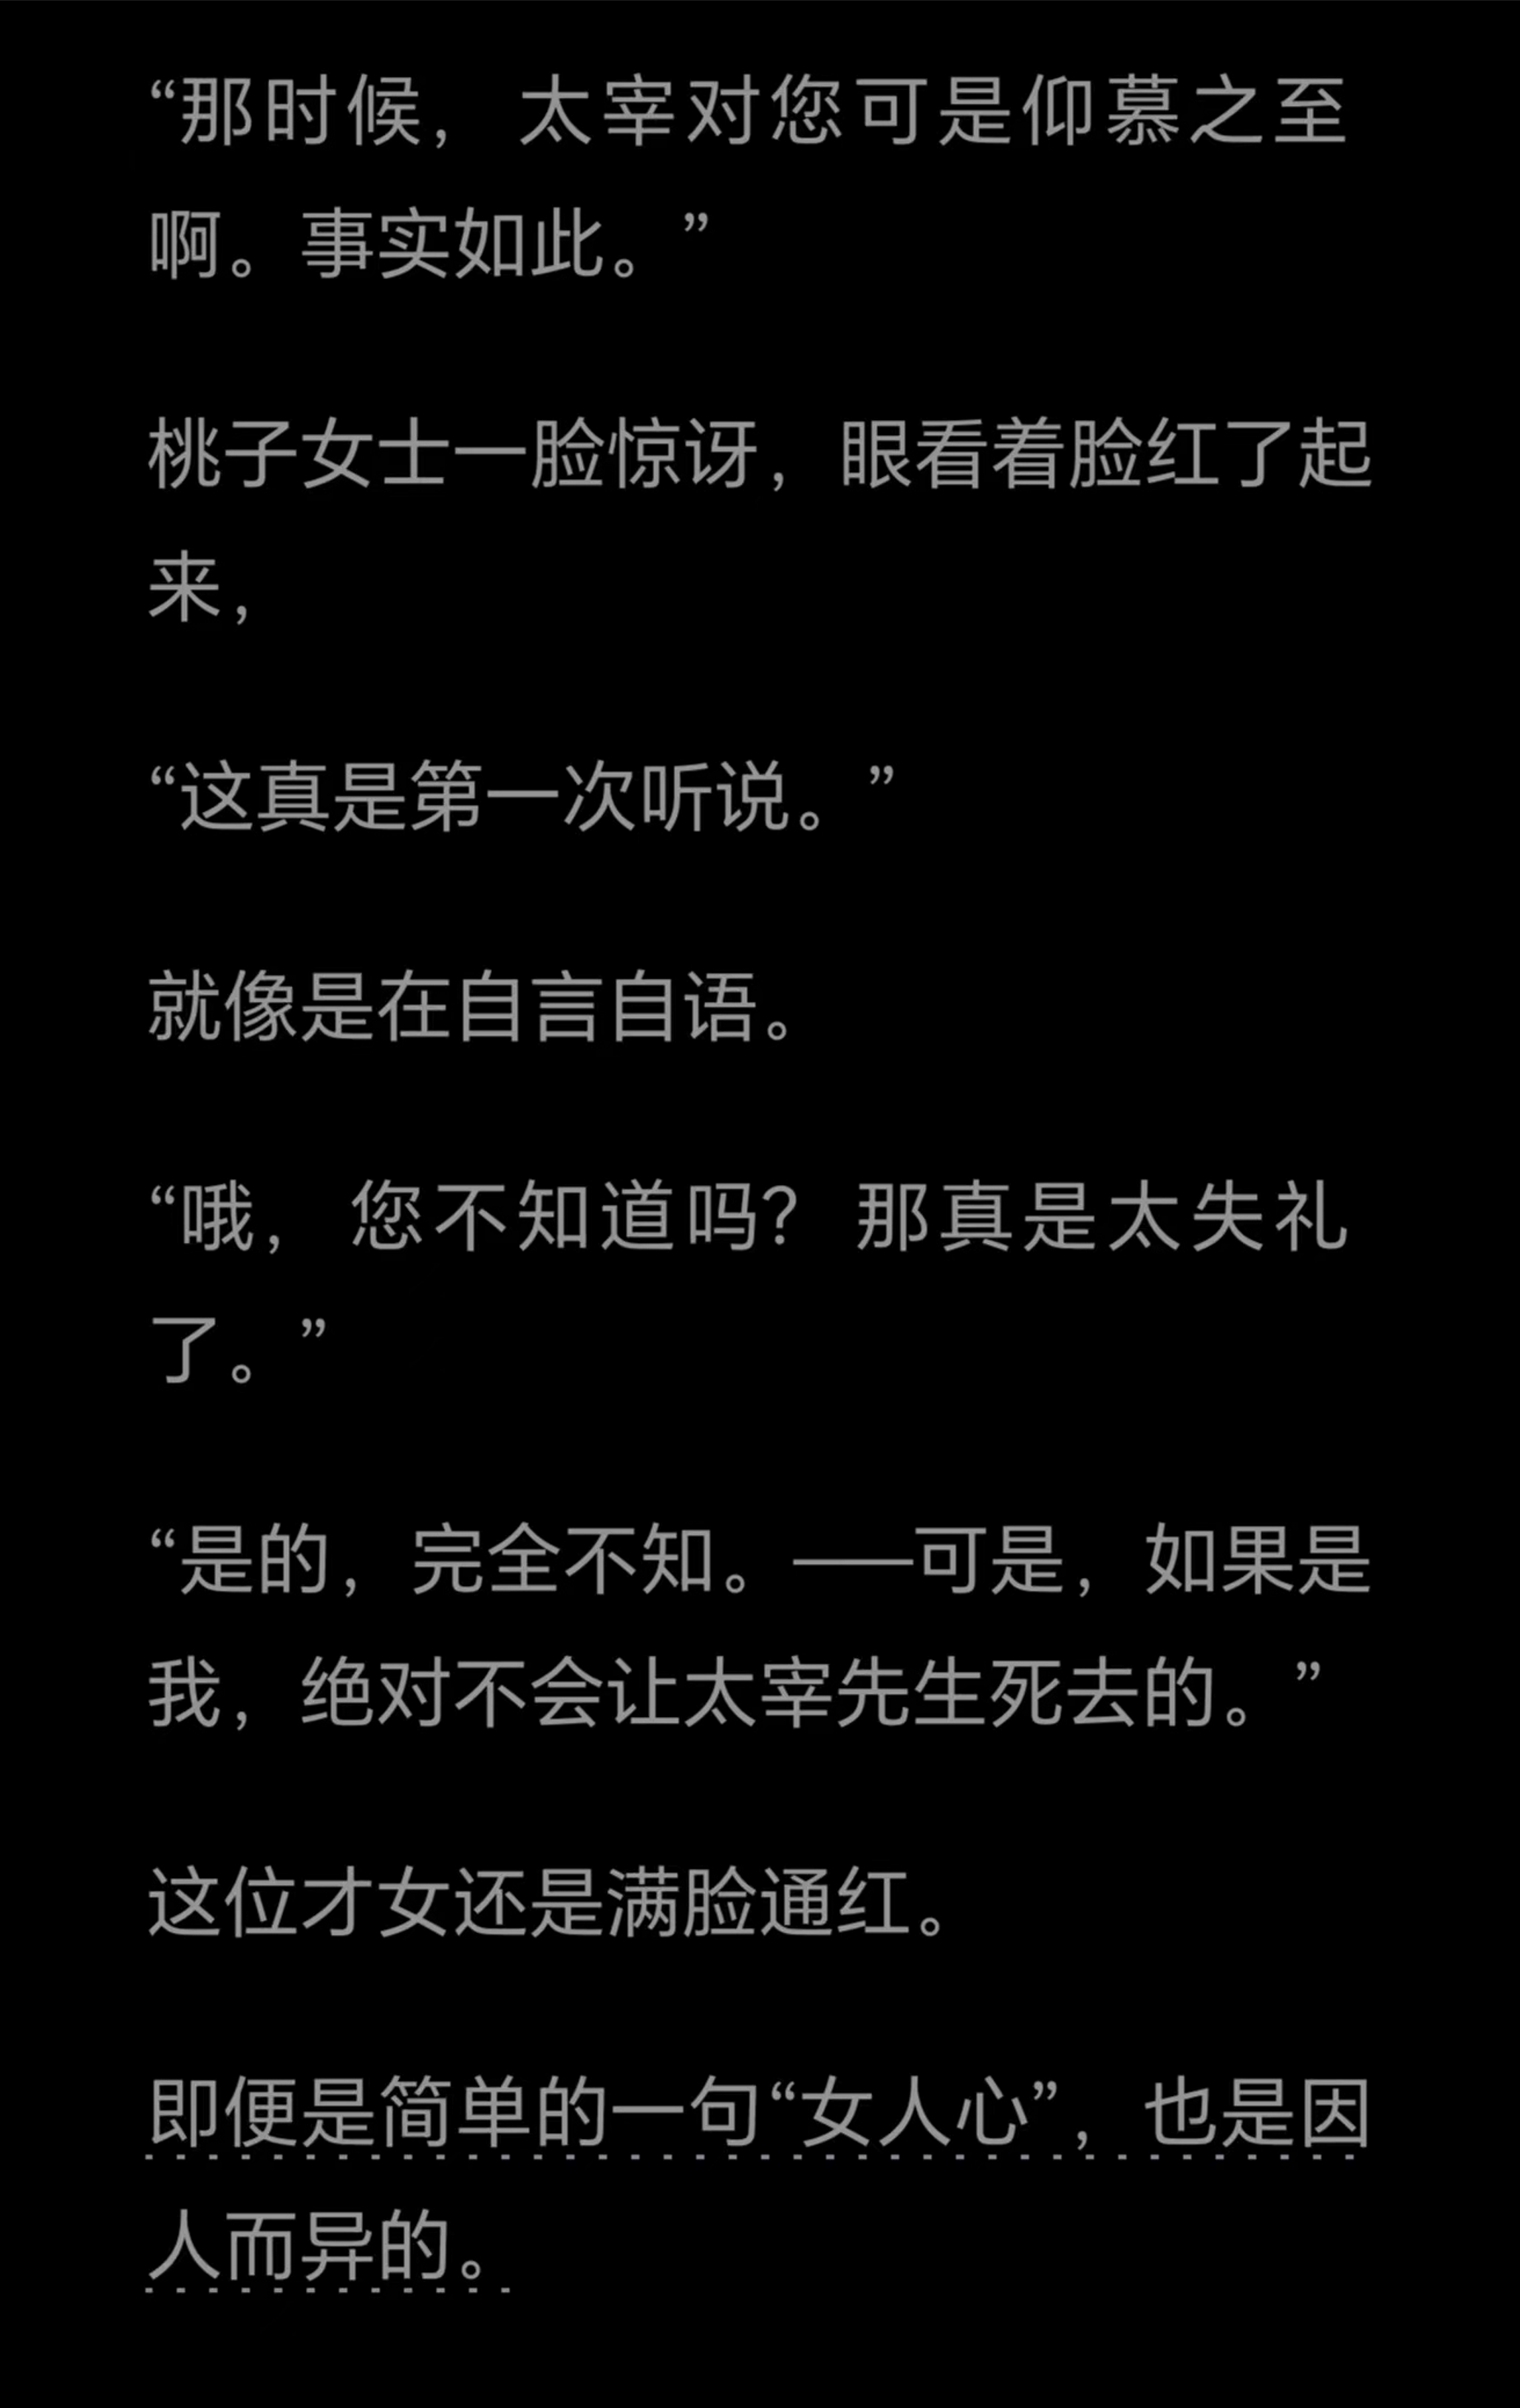 “那时候，太宰对您可是仰慕之至
啊。事实如此。”
桃子女士一脸惊讶，眼看着脸红了起
来，
“这真是第一次听说。”
就像是在自言自语。
“哦，您不知道吗？那真是太失礼
了。”
“是的，完全不知。——可是，如果是
我，绝对不会让太宰先生死去的。”
这位才女还是满脸通红。
即便是简单的一句“女人心”，也是因
人而异的。